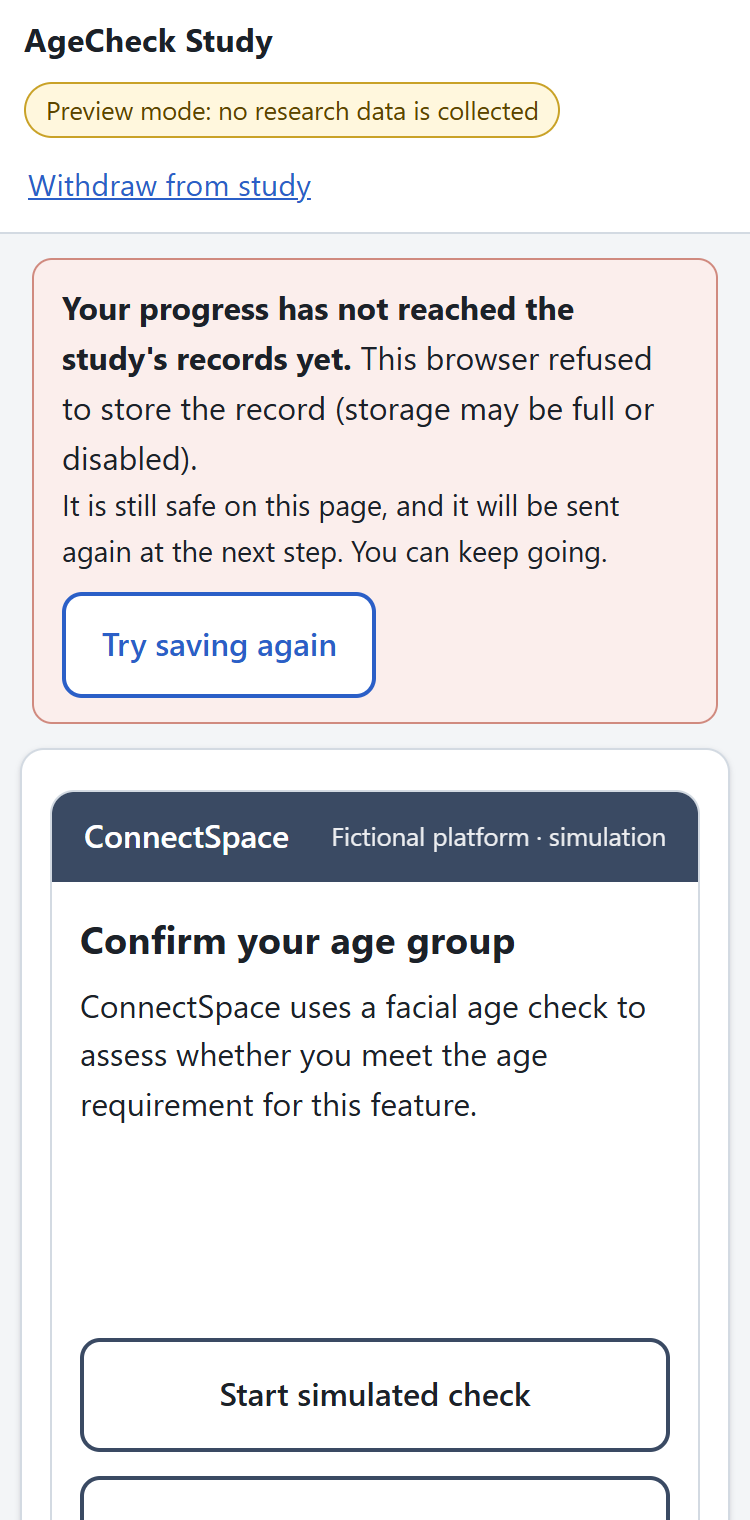 AgeCheck Study
Preview mode: no research data is collected
Withdraw from study
Your progress has not reached the
study's records yet. This browser refused
to store the record (storage may be full or
disabled).
It is still safe on this page, and it will be sent
again at the next step. You can keep going.
Try saving again
ConnectSpace Fictional platform · simulation
Confirm your age group
ConnectSpace uses a facial age check to
assess whether you meet the age
requirement for this feature.
Start simulated check